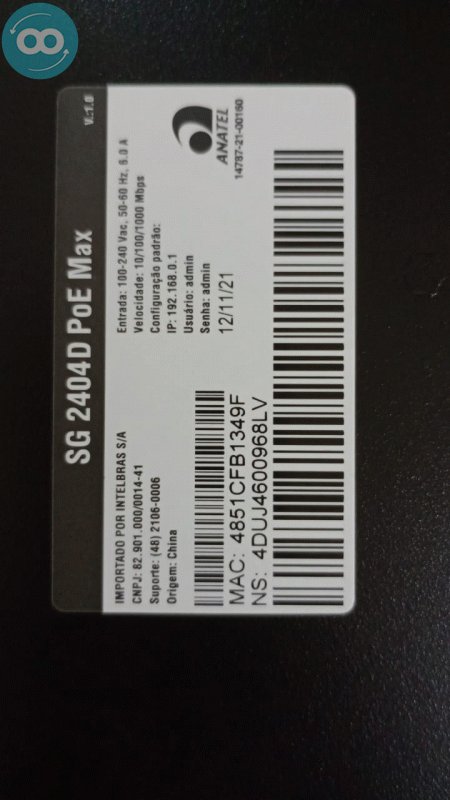 SG 2404D PoE Max
V.:1.0
IMPORTADO POR INTELBRAS S/A
CNPJ: 82.901.000/0014-41
Suporte: (48) 2106-0006
Origem: China
Entrada: 100-240 Vac, 50-60 Hz, 6.0 A
Velocidade: 10/100/1000 Mbps
Configuração padrão:
IP: 192.168.0.1
Usuário: admin
Senha: admin
12/11/21
ANATEL
14787-21-00160
MAC: 4851CFB1349F
NS: 4DUJ4600968LV